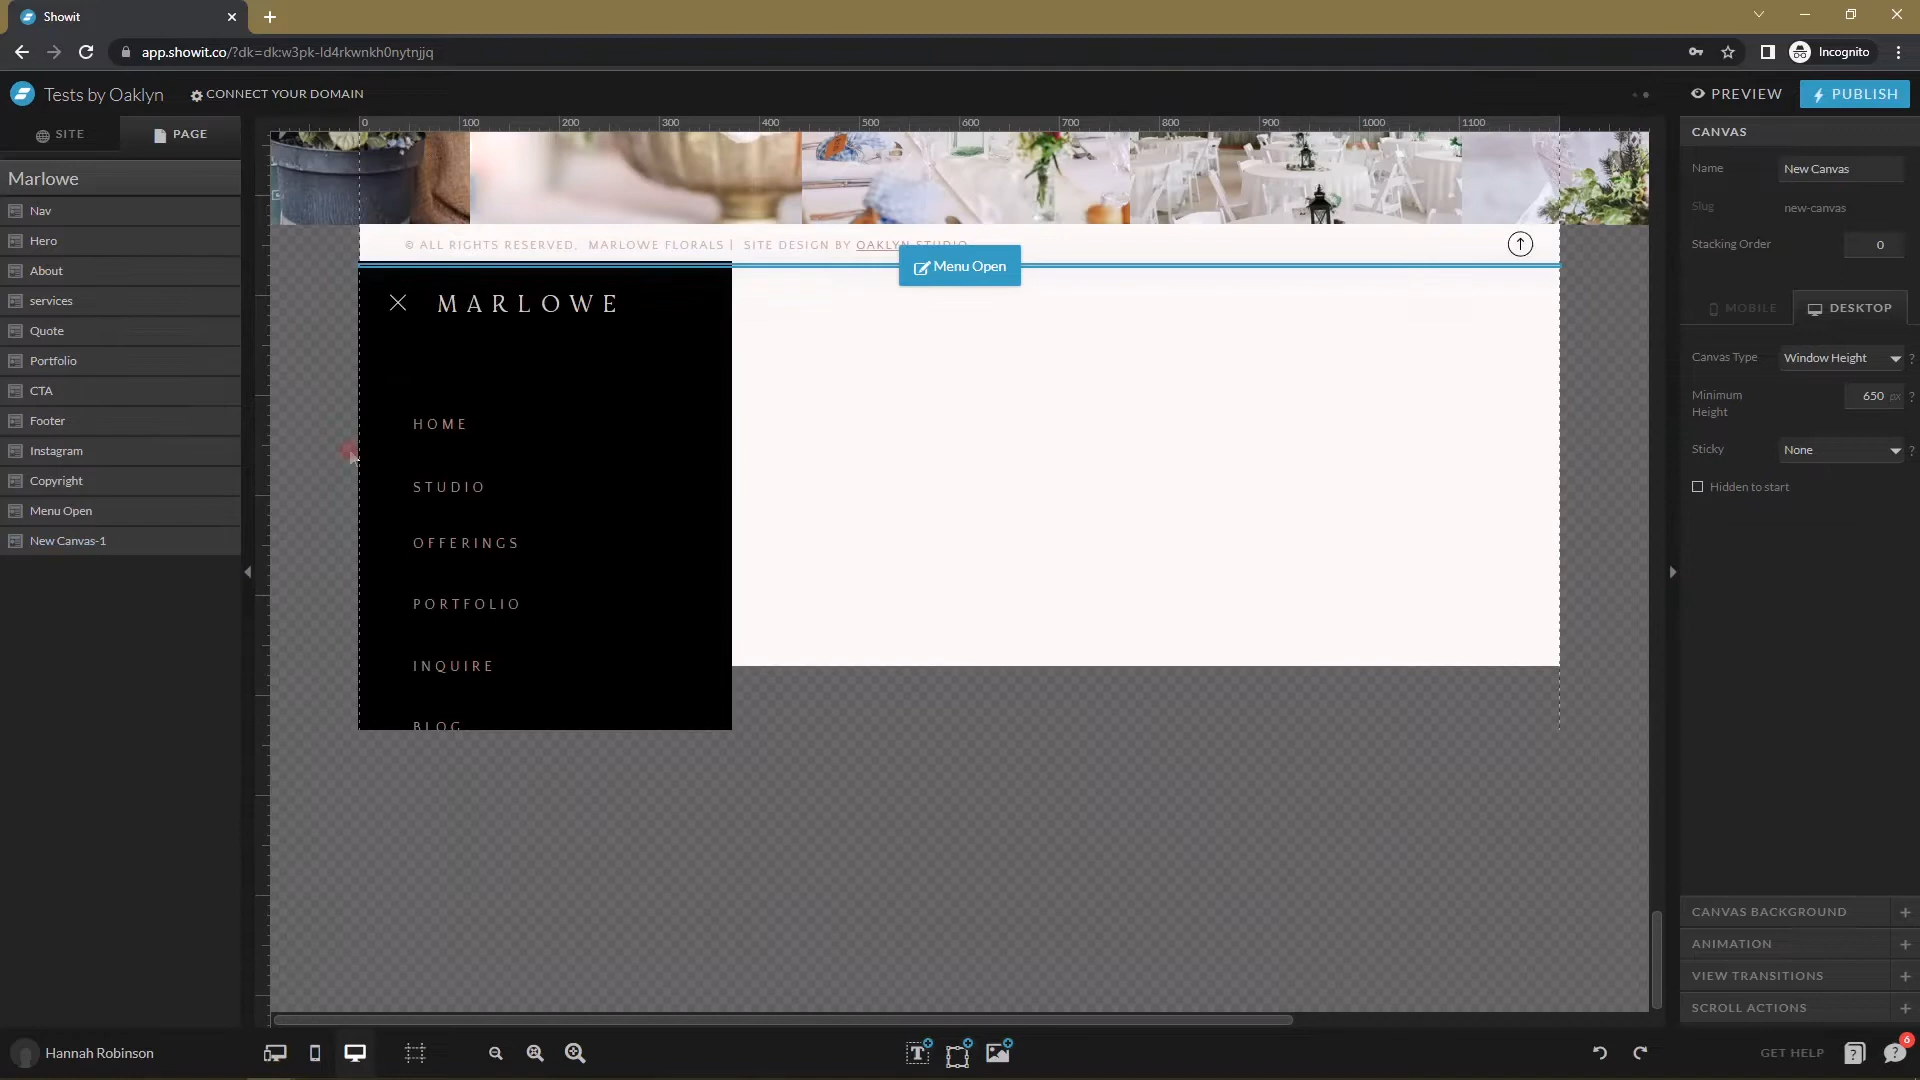 Showit
app.showit.co/?dk=dk:w3pk-ld4rkwnkh0nytnjjq
Incognito
Tests by Oaklyn
CONNECT YOUR DOMAIN
PREVIEW
PUBLISH
SITE
PAGE
Marlowe
Nav
Hero
About
services
Quote
Portfolio
CTA
Footer
Instagram
Copyright
Menu Open
New Canvas-1
0 100 200 300 400 500 600 700 800 900 1000 1100
© ALL RIGHTS RESERVED, MARLOWE FLORALS | SITE DESIGN BY OAKLYN STUDIO
Menu Open
MARLOWE
HOME
STUDIO
OFFERINGS
PORTFOLIO
INQUIRE
BLOG
CANVAS
Name New Canvas
Slug new-canvas
Stacking Order 0
MOBILE
DESKTOP
Canvas Type Window Height ?
Minimum Height 650 px ?
Sticky None ?
Hidden to start
CANVAS BACKGROUND +
ANIMATION +
VIEW TRANSITIONS +
SCROLL ACTIONS +
Hannah Robinson
T
GET HELP
?
?
6